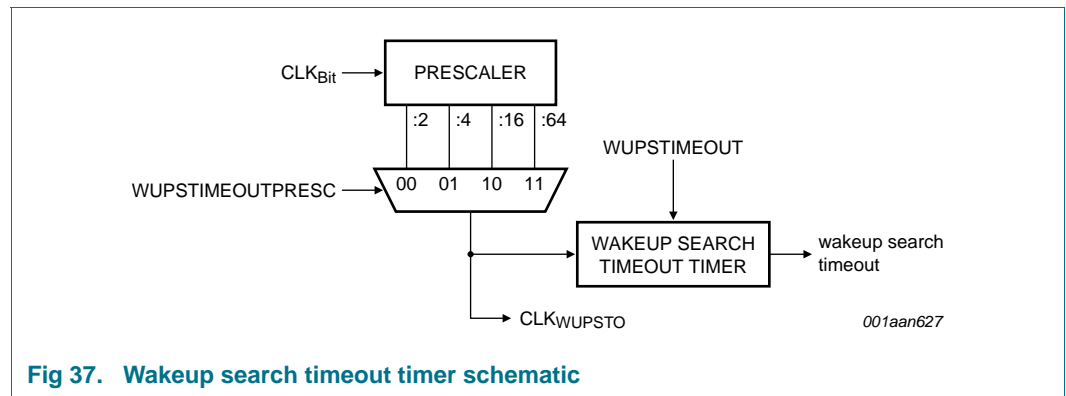 CLKBit
PRESCALER
:2 :4 :16 :64
WUPSTIMEOUT
WUPSTIMEOUTPRESC
00 01 10 11
WAKEUP SEARCH
TIMEOUT TIMER
wakeup search
timeout
CLKWUPSTO
001aan627
Fig 37. Wakeup search timeout timer schematic